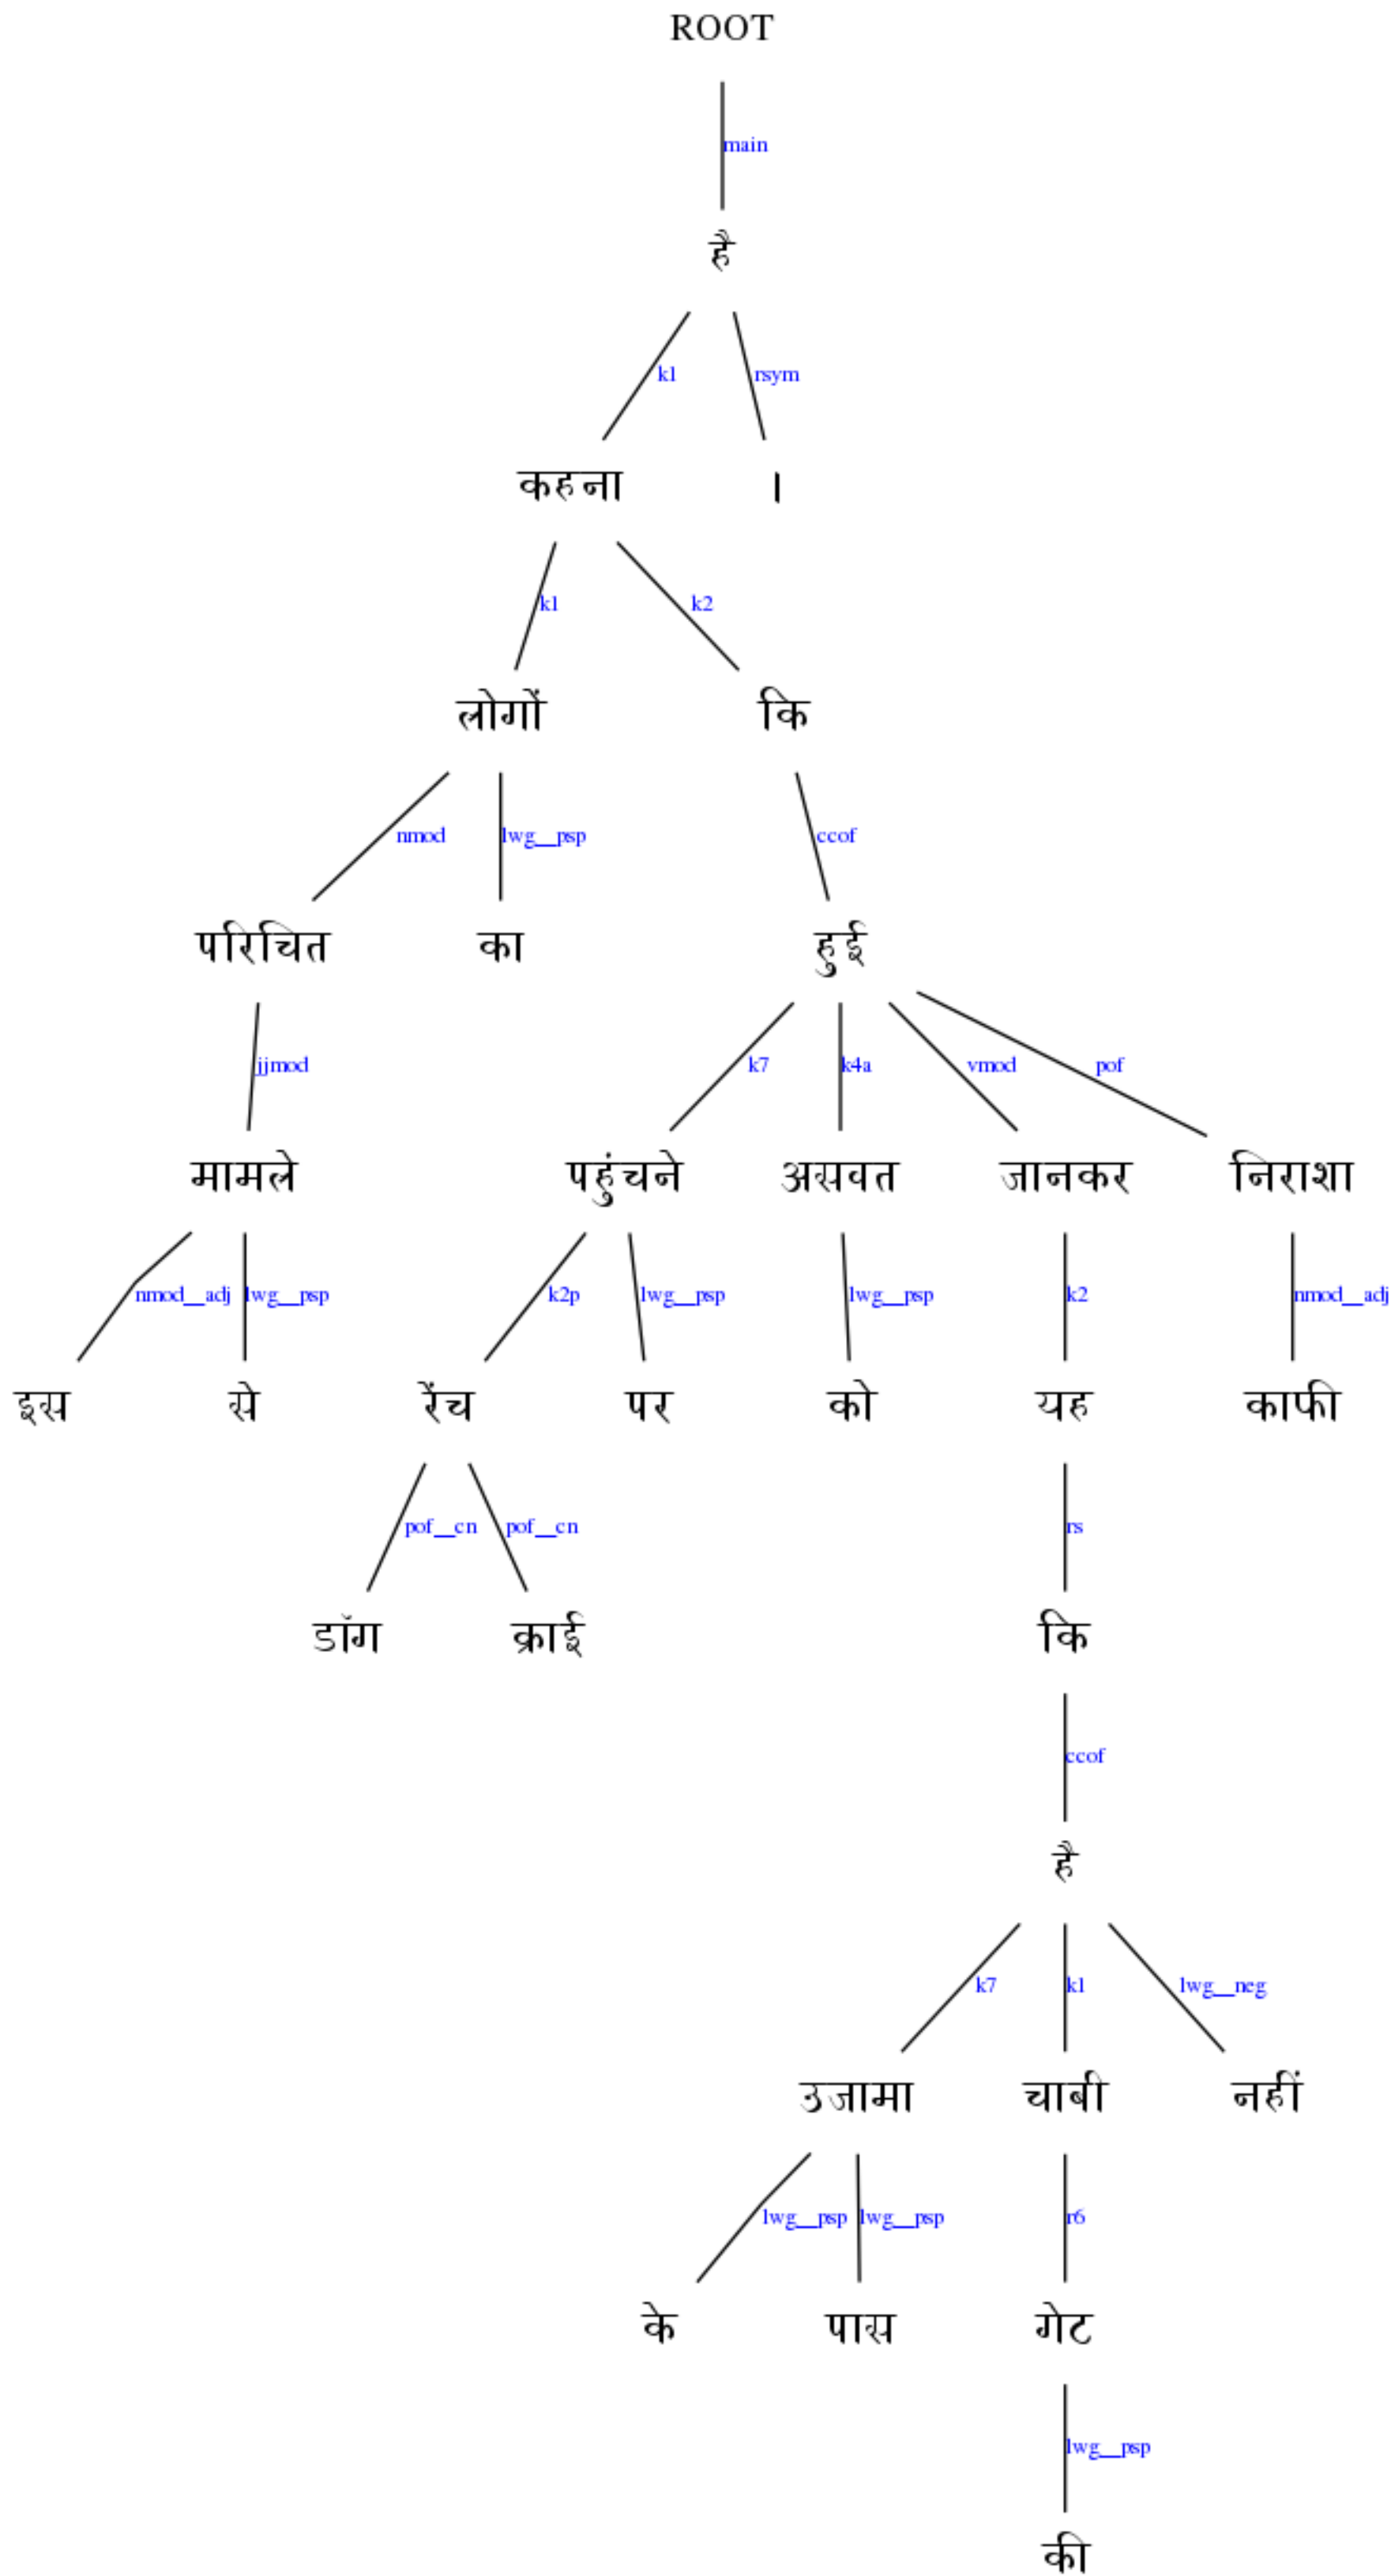 ROOT
main
है
k1 rsym
कहना ।
k1 k2
लोगों कि
nmod lwg__psp ccof
परिचित का हुई
jjmod k7 k4a vmod pof
मामले पहुंचने असवत जानकर निराशा
nmod__adj lwg__psp k2p lwg__psp lwg__psp k2 nmod__adj
इस से रेंच पर को यह काफी
pof__cn pof__cn rs
डॉग क्राई कि
ccof
है
k7 k1 lwg__neg
उजामा चाबी नहीं
lwg__psp lwg__psp r6
के पास गेट
lwg__psp
की